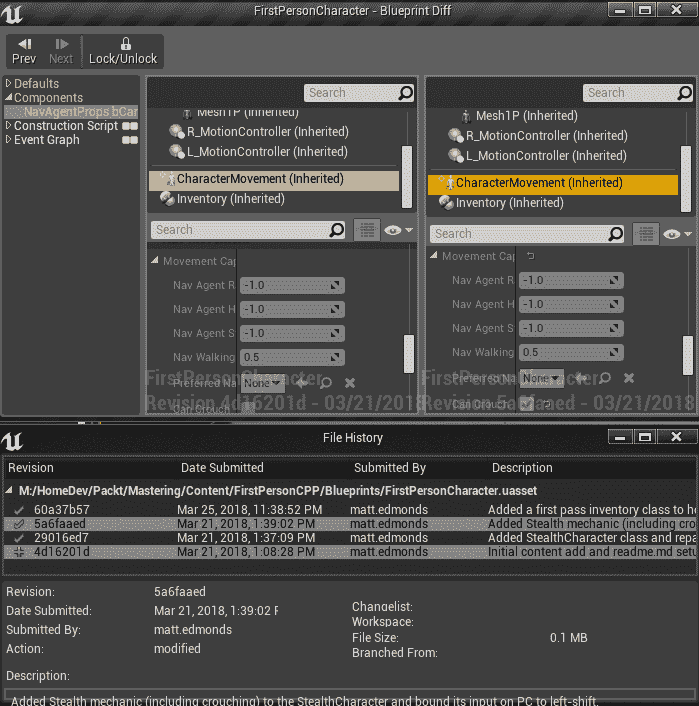 FirstPersonCharacter - Blueprint Diff
Prev Next Lock/Unlock
Defaults
Components
NavAgentProps bCar
Construction Script
Event Graph
Search
Mesh1P (Inherited)
R_MotionController (Inherited)
L_MotionController (Inherited)
CharacterMovement (Inherited)
Inventory (Inherited)
Search
Movement Cap
Nav Agent R -1.0
Nav Agent H -1.0
Nav Agent S -1.0
Nav Walking 0.5
Preferred Na None
Can Crouch
FirstPersonCharacter
Revision 4d16201d - 03/21/2018
Search
Mesh1P (Inherited)
R_MotionController (Inherited)
L_MotionController (Inherited)
CharacterMovement (Inherited)
Inventory (Inherited)
Search
Movement Cap
Nav Agent R -1.0
Nav Agent H -1.0
Nav Agent S -1.0
Nav Walking 0.5
Preferred Na None
Can Crouch
FirstPersonCharacter
Revision 5a6faaed - 03/21/2018
File History
Revision Date Submitted Submitted By Description
M:/HomeDev/Packt/Mastering/Content/FirstPersonCPP/Blueprints/FirstPersonCharacter.uasset
60a37b57 Mar 25, 2018, 11:38:52 PM matt.edmonds Added a first pass inventory class to ho
5a6faaed Mar 21, 2018, 1:39:02 PM matt.edmonds Added Stealth mechanic (including cro
29016ed7 Mar 21, 2018, 1:37:09 PM matt.edmonds Added StealthCharacter class and repa
4d16201d Mar 21, 2018, 1:08:28 PM matt.edmonds Initial content add and readme.md setu
Revision: 5a6faaed
Date Submitted: Mar 21, 2018, 1:39:02 P
Submitted By: matt.edmonds
Action: modified
Changelist:
Workspace:
File Size: 0.1 MB
Branched From:
Description:
Added Stealth mechanic (including crouching) to the StealthCharacter and bound its input on PC to left-shift.